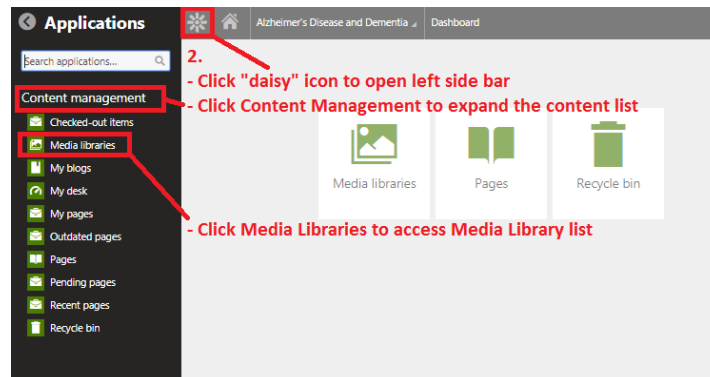 Applications
Alzheimer's Disease and Dementia
Dashboard
Search applications...
2.
- Click "daisy" icon to open left side bar
Content management
- Click Content Management to expand the content list
Checked-out items
Media libraries
My blogs
My desk
My pages
Outdated pages
Pages
Pending pages
Recent pages
Recycle bin
Media libraries
Pages
Recycle bin
- Click Media Libraries to access Media Library list